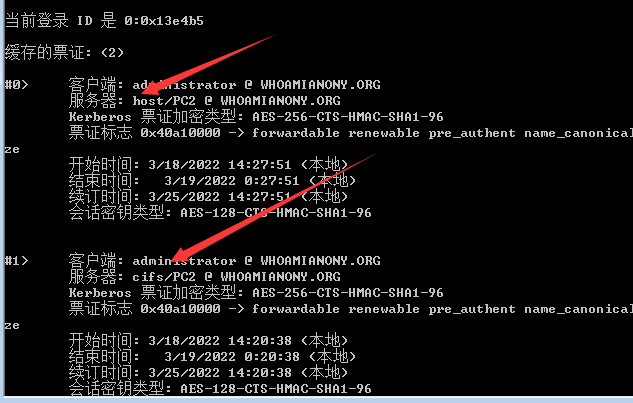 当前登录 ID 是 0:0x13e4b5
缓存的票证: (2)
#0> 客户端: administrator @ WHOAMIANONY.ORG
服务器: host/PC2 @ WHOAMIANONY.ORG
Kerberos 票证加密类型: AES-256-CTS-HMAC-SHA1-96
票证标志 0x40a10000 -> forwardable renewable pre_authent name_canonicali
ze
开始时间: 3/18/2022 14:27:51 (本地)
结束时间:   3/19/2022 0:27:51 (本地)
续订时间: 3/25/2022 14:27:51 (本地)
会话密钥类型: AES-128-CTS-HMAC-SHA1-96
#1> 客户端: administrator @ WHOAMIANONY.ORG
服务器: cifs/PC2 @ WHOAMIANONY.ORG
Kerberos 票证加密类型: AES-256-CTS-HMAC-SHA1-96
票证标志 0x40a10000 -> forwardable renewable pre_authent name_canonicali
ze
开始时间: 3/18/2022 14:20:38 (本地)
结束时间:   3/19/2022 0:20:38 (本地)
续订时间: 3/25/2022 14:20:38 (本地)
会话密钥类型: AES-128-CTS-HMAC-SHA1-96